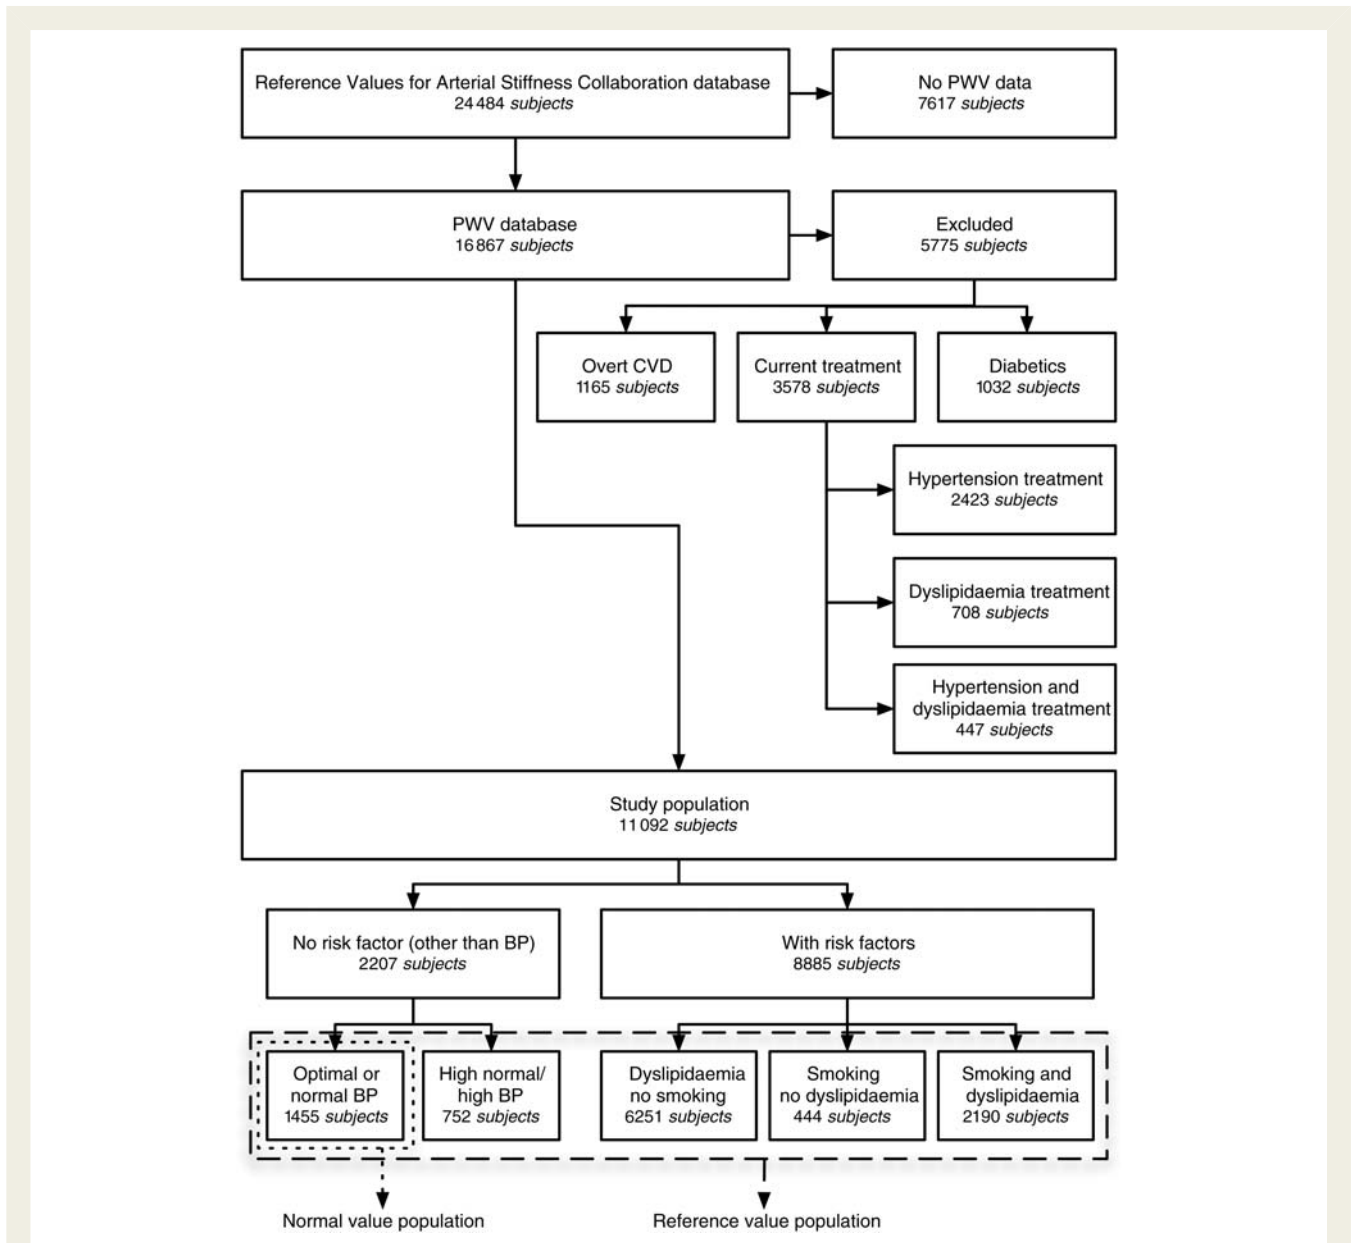 Reference Values for Arterial Stiffness Collaboration database
24 484 subjects
No PWV data
7617 subjects
PWV database
16 867 subjects
Excluded
5775 subjects
Overt CVD
1165 subjects
Current treatment
3578 subjects
Diabetics
1032 subjects
Hypertension treatment
2423 subjects
Dyslipidaemia treatment
708 subjects
Hypertension and
dyslipidaemia treatment
447 subjects
Study population
11 092 subjects
No risk factor (other than BP)
2207 subjects
With risk factors
8885 subjects
Optimal or
normal BP
1455 subjects
High normal/
high BP
752 subjects
Dyslipidaemia
no smoking
6251 subjects
Smoking
no dyslipidaemia
444 subjects
Smoking and
dyslipidaemia
2190 subjects
Normal value population
Reference value population